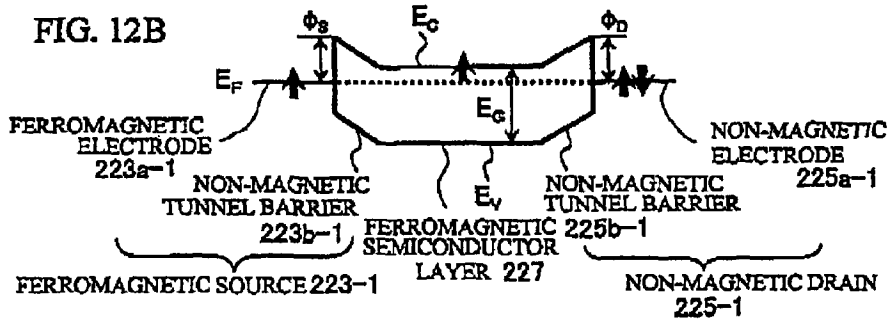 FIG. 12B
ϕS
EC
ϕD
EF
EG
FERROMAGNETIC
ELECTRODE
223a-1
NON-MAGNETIC
TUNNEL BARRIER
223b-1
EV
FERROMAGNETIC
SEMICONDUCTOR
LAYER 227
NON-MAGNETIC
TUNNEL BARRIER
225b-1
NON-MAGNETIC
ELECTRODE
225a-1
FERROMAGNETIC SOURCE 223-1
NON-MAGNETIC DRAIN
225-1